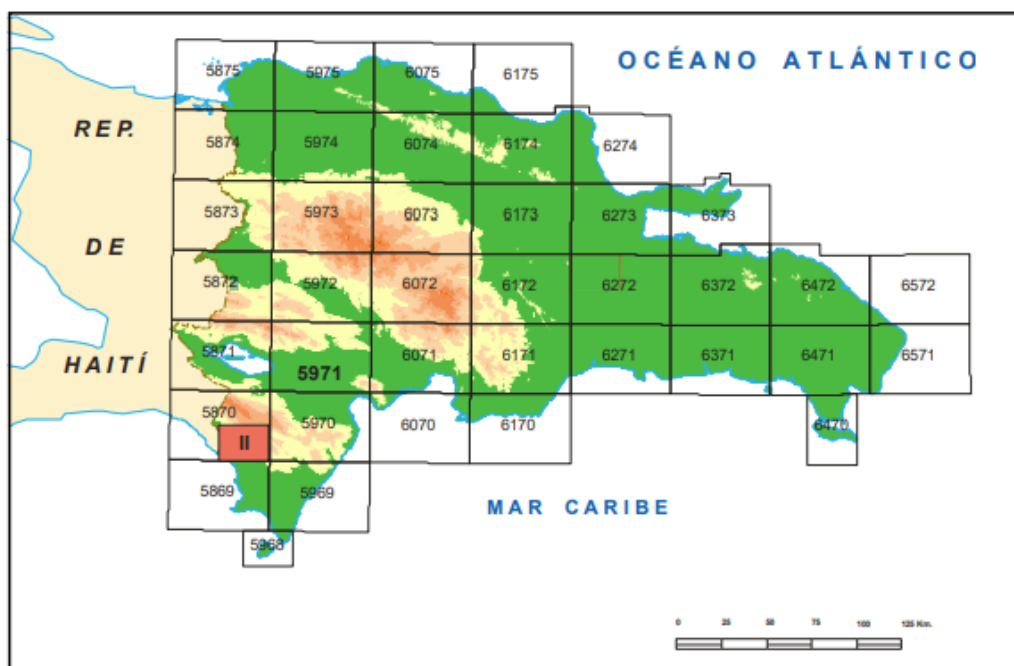 OCÉANO ATLÁNTICO
5875 5975 6075 6175
REP.
5874 5974 6074 6174 6274
5873 5973 6073 6173 6273 6373
DE
5872 5972 6072 6172 6272 6372 6472 6572
HAITÍ
5871 5971 6071 6171 6271 6371 6471 6571
5870 5970 6070 6170 6470
II
5869 5969
MAR CARIBE
5968
0 25 50 75 100 125 Km.